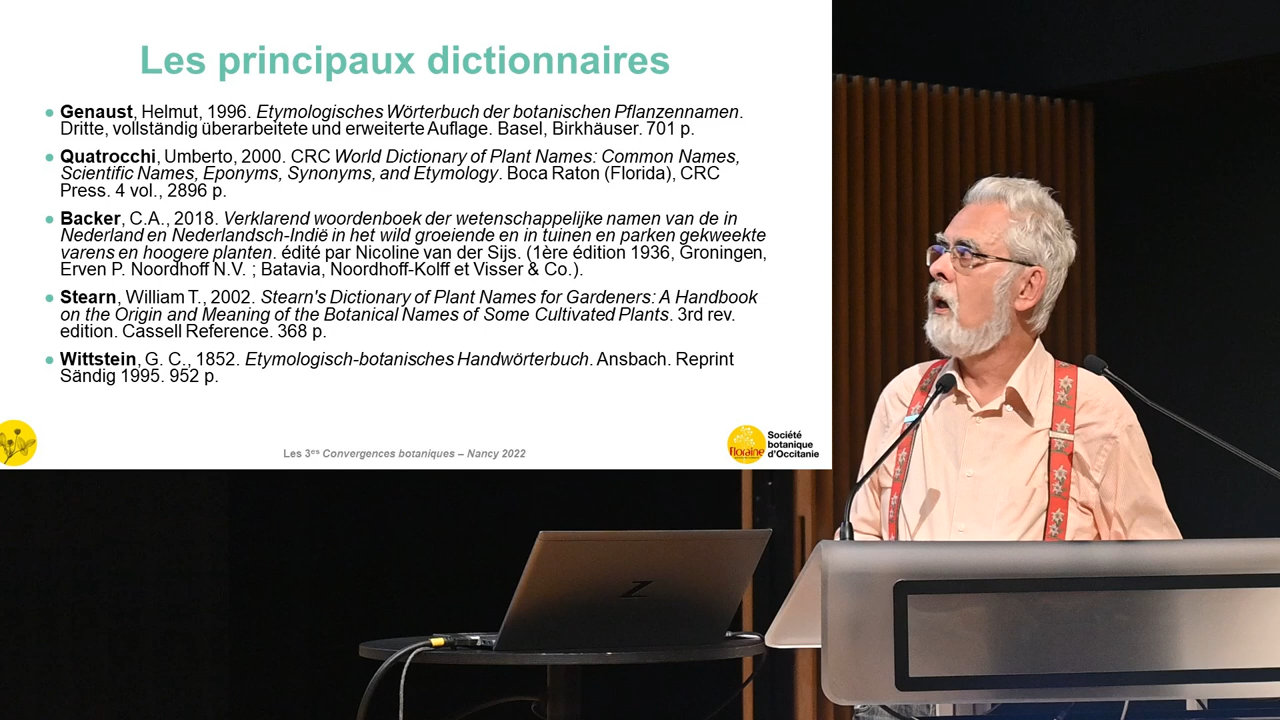 Les principaux dictionnaires
● Genaust, Helmut, 1996. Etymologisches Wörterbuch der botanischen Pflanzennamen.
Dritte, vollständig überarbeitete und erweiterte Auflage. Basel, Birkhäuser. 701 p.
● Quatrocchi, Umberto, 2000. CRC World Dictionary of Plant Names: Common Names,
Scientific Names, Eponyms, Synonyms, and Etymology. Boca Raton (Florida), CRC
Press. 4 vol., 2896 p.
● Backer, C.A., 2018. Verklarend woordenboek der wetenschappelijke namen van de in
Nederland en Nederlandsch-Indië in het wild groeiende en in tuinen en parken gekweekte
varens en hoogere planten. édité par Nicoline van der Sijs. (1ère édition 1936, Groningen,
Erven P. Noordhoff N.V. ; Batavia, Noordhoff-Kolff et Visser & Co.).
● Stearn, William T., 2002. Stearn's Dictionary of Plant Names for Gardeners: A Handbook
on the Origin and Meaning of the Botanical Names of Some Cultivated Plants. 3rd rev.
edition. Cassell Reference. 368 p.
● Wittstein, G. C., 1852. Etymologisch-botanisches Handwörterbuch. Ansbach. Reprint
Sändig 1995. 952 p.
Les 3es Convergences botaniques – Nancy 2022
floraine
Société
botanique
d'Occitanie